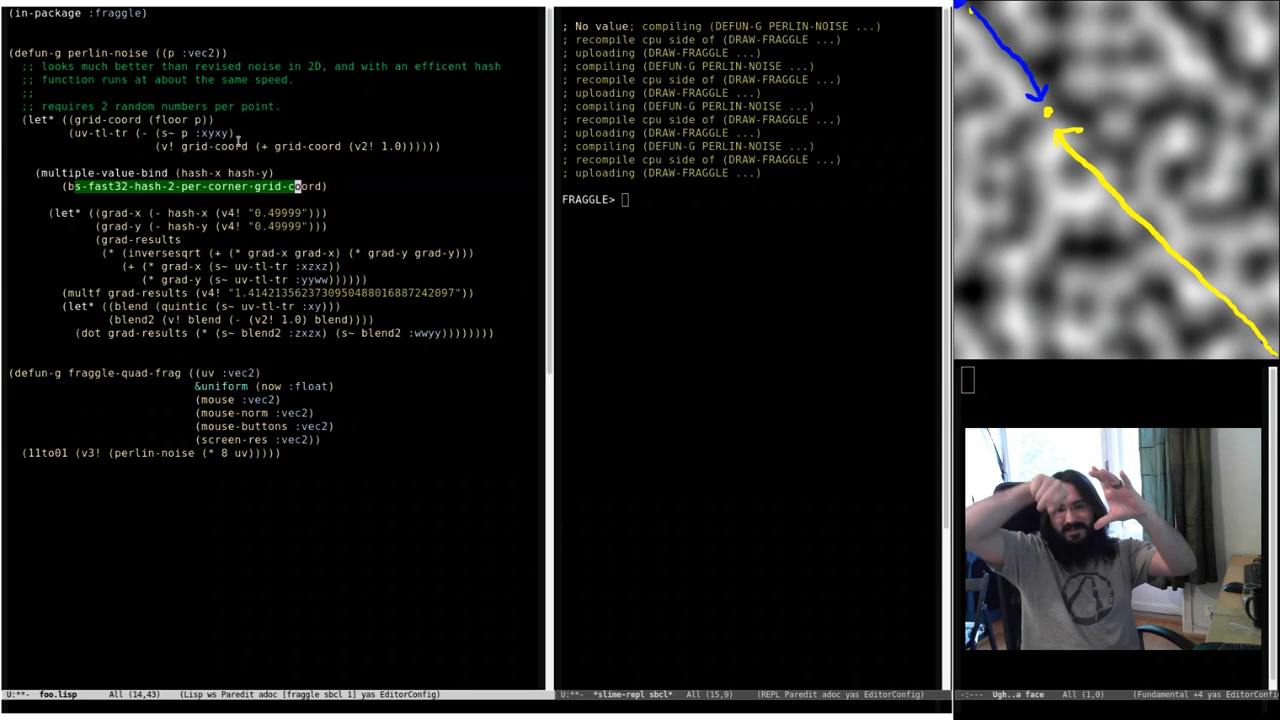 (in-package :fraggle)
(defun-g perlin-noise ((p :vec2))
;; looks much better than revised noise in 2D, and with an efficent hash
;; function runs at about the same speed.
;;
;; requires 2 random numbers per point.
(let* ((grid-coord (floor p))
(uv-tl-tr (- (s~ p :xyxy)
(v! grid-coord (+ grid-coord (v2! 1.0))))))
(multiple-value-bind (hash-x hash-y)
(bs-fast32-hash-2-per-corner·grid-coord)
(let* ((grad-x (- hash-x (v4! "0.49999")))
(grad-y (- hash-y (v4! "0.49999")))
(grad-results
(* (inversesqrt (+ (* grad-x grad-x) (* grad-y grad-y)))
(+ (* grad-x (s~ uv-tl-tr :xzxz))
(* grad-y (s~ uv-tl-tr :yyww))))))
(multf grad-results (v4! "1.4142135623730950488016887242097"))
(let* ((blend (quintic (s~ uv-tl-tr :xy)))
(blend2 (v! blend (- (v2! 1.0) blend))))
(dot grad-results (* (s~ blend2 :zxzx) (s~ blend2 :wwyy))))))))
(defun-g fraggle-quad-frag ((uv :vec2)
&uniform (now :float)
(mouse :vec2)
(mouse-norm :vec2)
(mouse-buttons :vec2)
(screen-res :vec2))
(11to01 (v3! (perlin-noise (* 8 uv)))))
U:**- foo.lisp All (14,43) (Lisp ws Paredit adoc [fraggle sbcl 1] yas EditorConfig)
; No value; compiling (DEFUN-G PERLIN-NOISE ...)
; recompile cpu side of (DRAW-FRAGGLE ...)
; uploading (DRAW-FRAGGLE ...)
; compiling (DEFUN-G PERLIN-NOISE ...)
; recompile cpu side of (DRAW-FRAGGLE ...)
; uploading (DRAW-FRAGGLE ...)
; compiling (DEFUN-G PERLIN-NOISE ...)
; recompile cpu side of (DRAW-FRAGGLE ...)
; uploading (DRAW-FRAGGLE ...)
; compiling (DEFUN-G PERLIN-NOISE ...)
; recompile cpu side of (DRAW-FRAGGLE ...)
; uploading (DRAW-FRAGGLE ...)
FRAGGLE>
U:**- *slime-repl sbcl* All (15,9) (REPL Paredit adoc yas EditorConfig)
-:--- Ugh..a face All (1,0) (Fundamental +4 yas EditorConfi